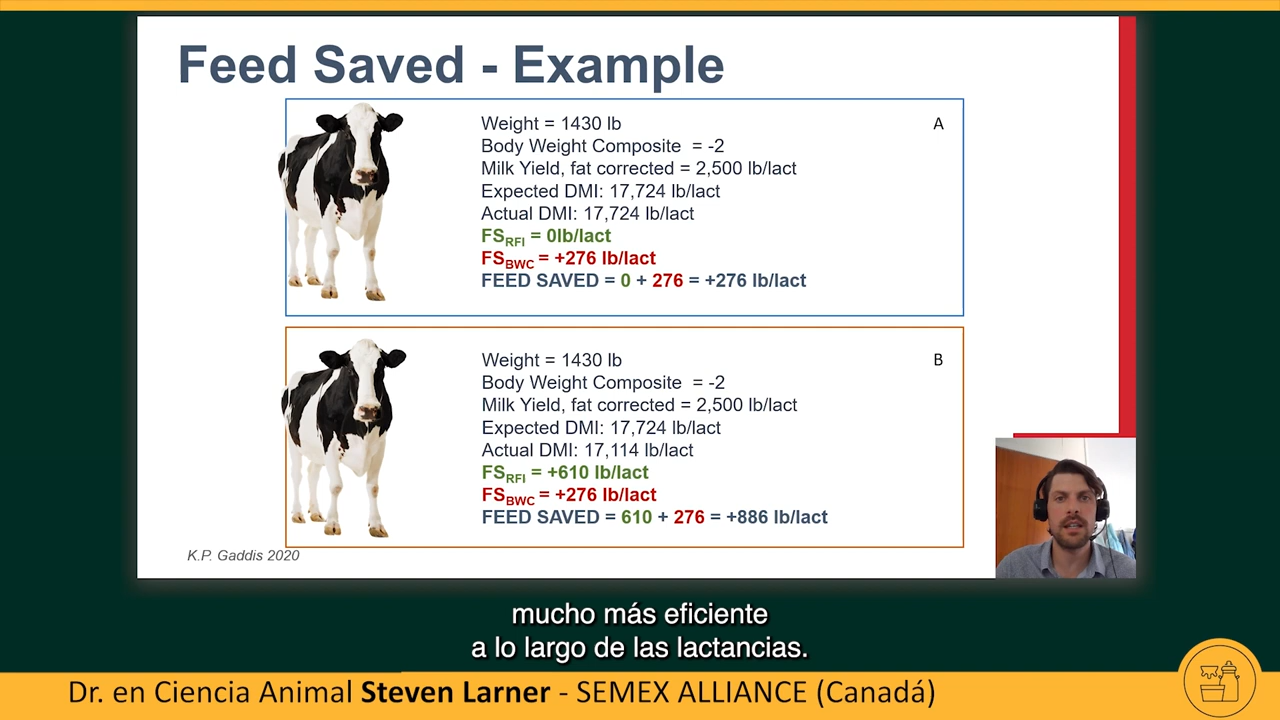 Feed Saved - Example
A
Weight = 1430 lb
Body Weight Composite = -2
Milk Yield, fat corrected = 2,500 lb/lact
Expected DMI: 17,724 lb/lact
Actual DMI: 17,724 lb/lact
FSRFI = 0lb/lact
FSBWC = +276 lb/lact
FEED SAVED = 0 + 276 = +276 lb/lact
B
Weight = 1430 lb
Body Weight Composite = -2
Milk Yield, fat corrected = 2,500 lb/lact
Expected DMI: 17,724 lb/lact
Actual DMI: 17,114 lb/lact
FSRFI = +610 lb/lact
FSBWC = +276 lb/lact
FEED SAVED = 610 + 276 = +886 lb/lact
K.P. Gaddis 2020
mucho más eficiente
a lo largo de las lactancias.
Dr. en Ciencia Animal Steven Larner - SEMEX ALLIANCE (Canadá)